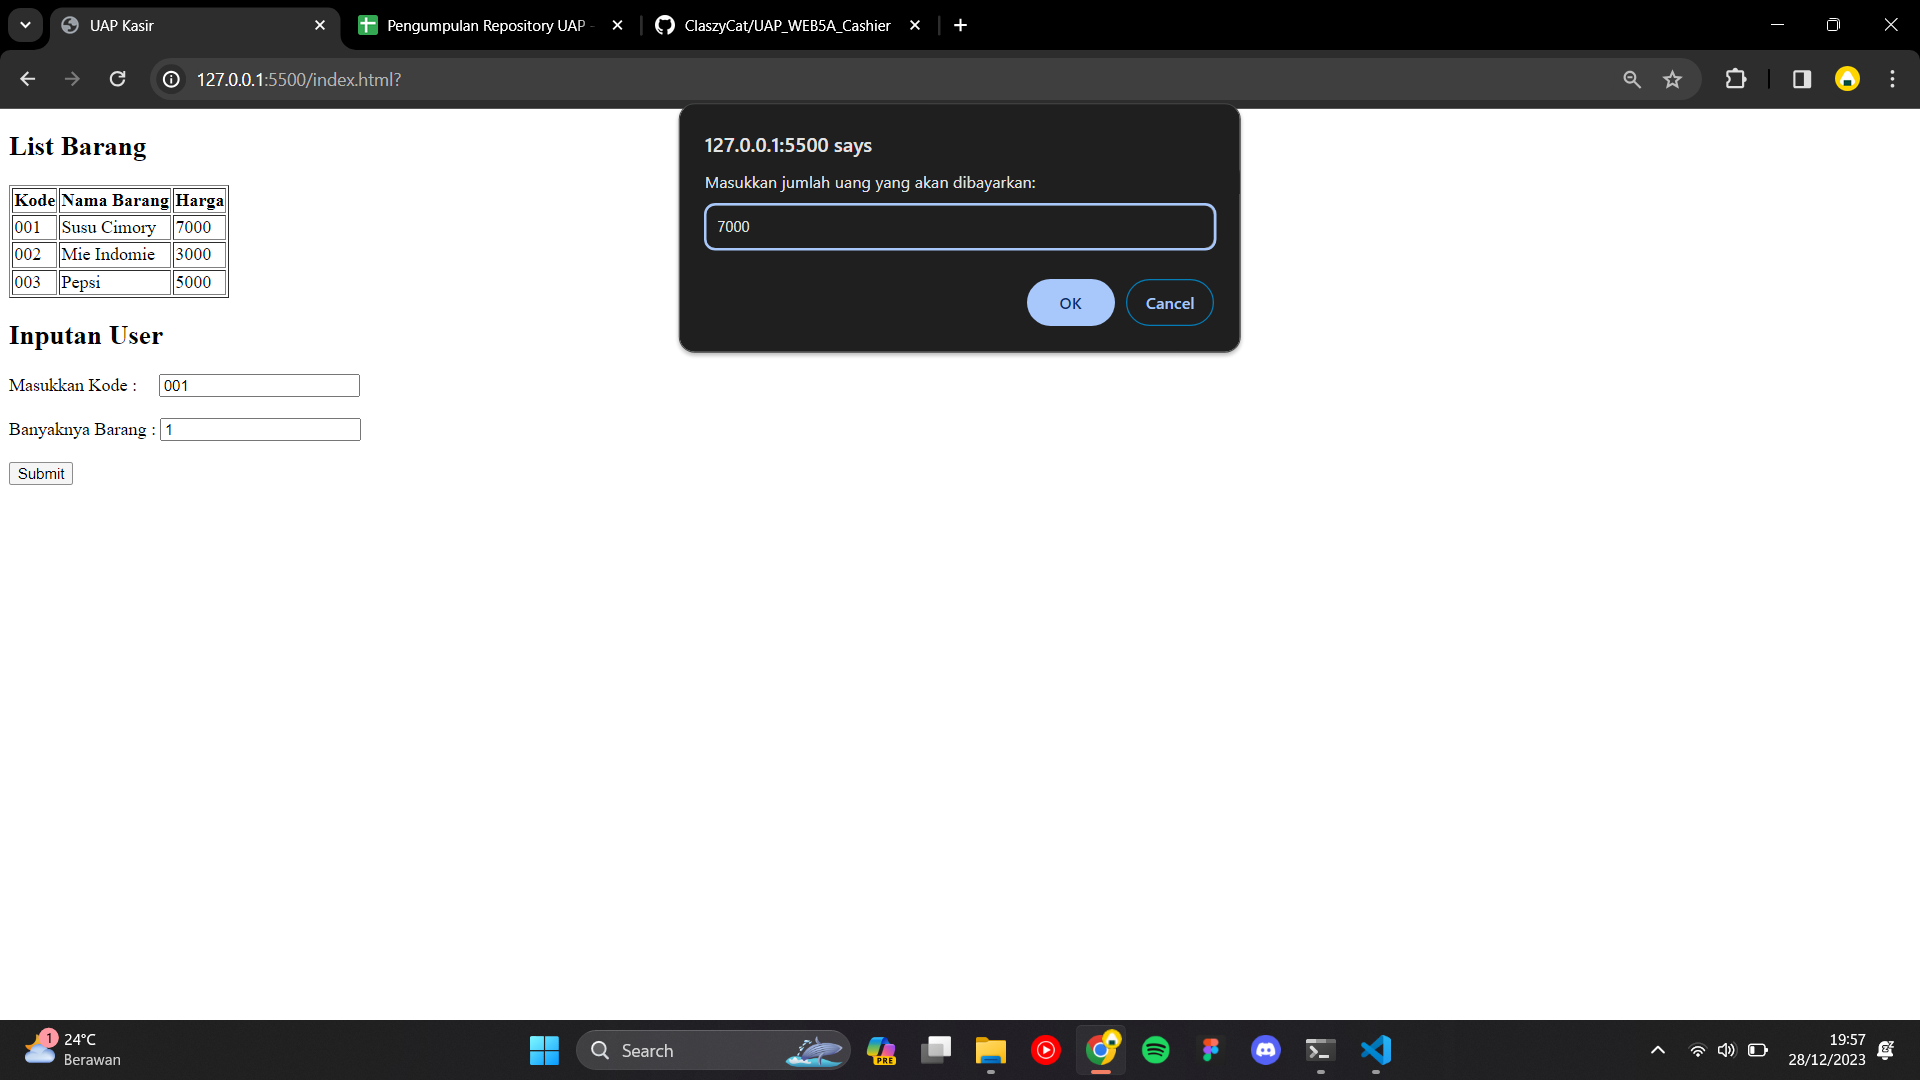 UAP Kasir
Pengumpulan Repository UAP -
ClaszyCat/UAP_WEB5A_Cashier
127.0.0.1:5500/index.html?
127.0.0.1:5500 says
Masukkan jumlah uang yang akan dibayarkan:
7000
OK
Cancel
List Barang
Kode Nama Barang Harga
001 Susu Cimory 7000
002 Mie Indomie 3000
003 Pepsi 5000
Inputan User
Masukkan Kode : 001
Banyaknya Barang : 1
Submit
1
24°C
Berawan
Search
PRE
19:57
28/12/2023